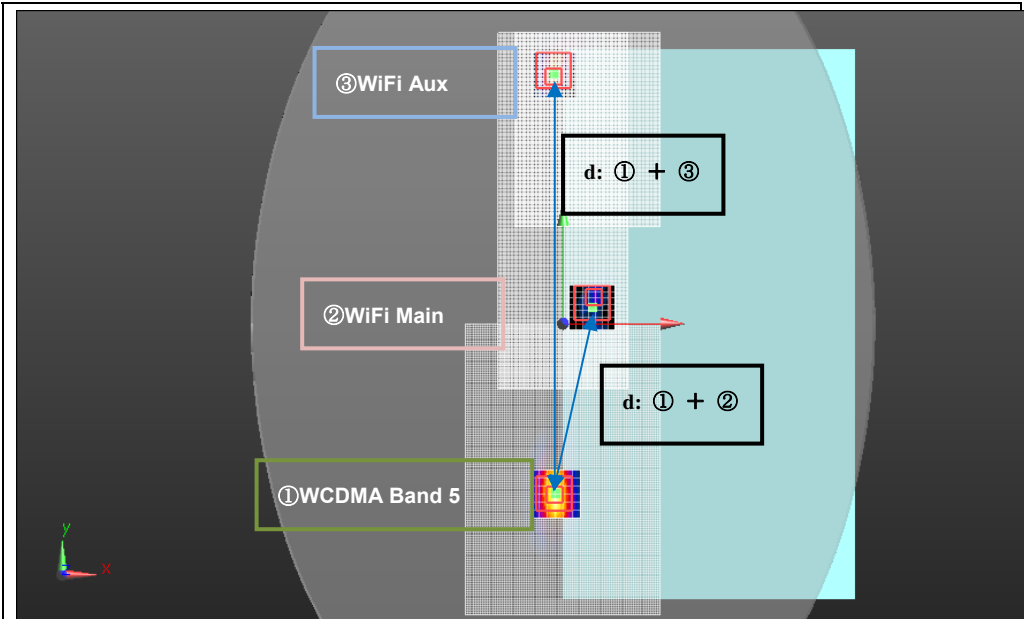 ③WiFi Aux
d: ① + ③
②WiFi Main
d: ① + ②
①WCDMA Band 5
y
x